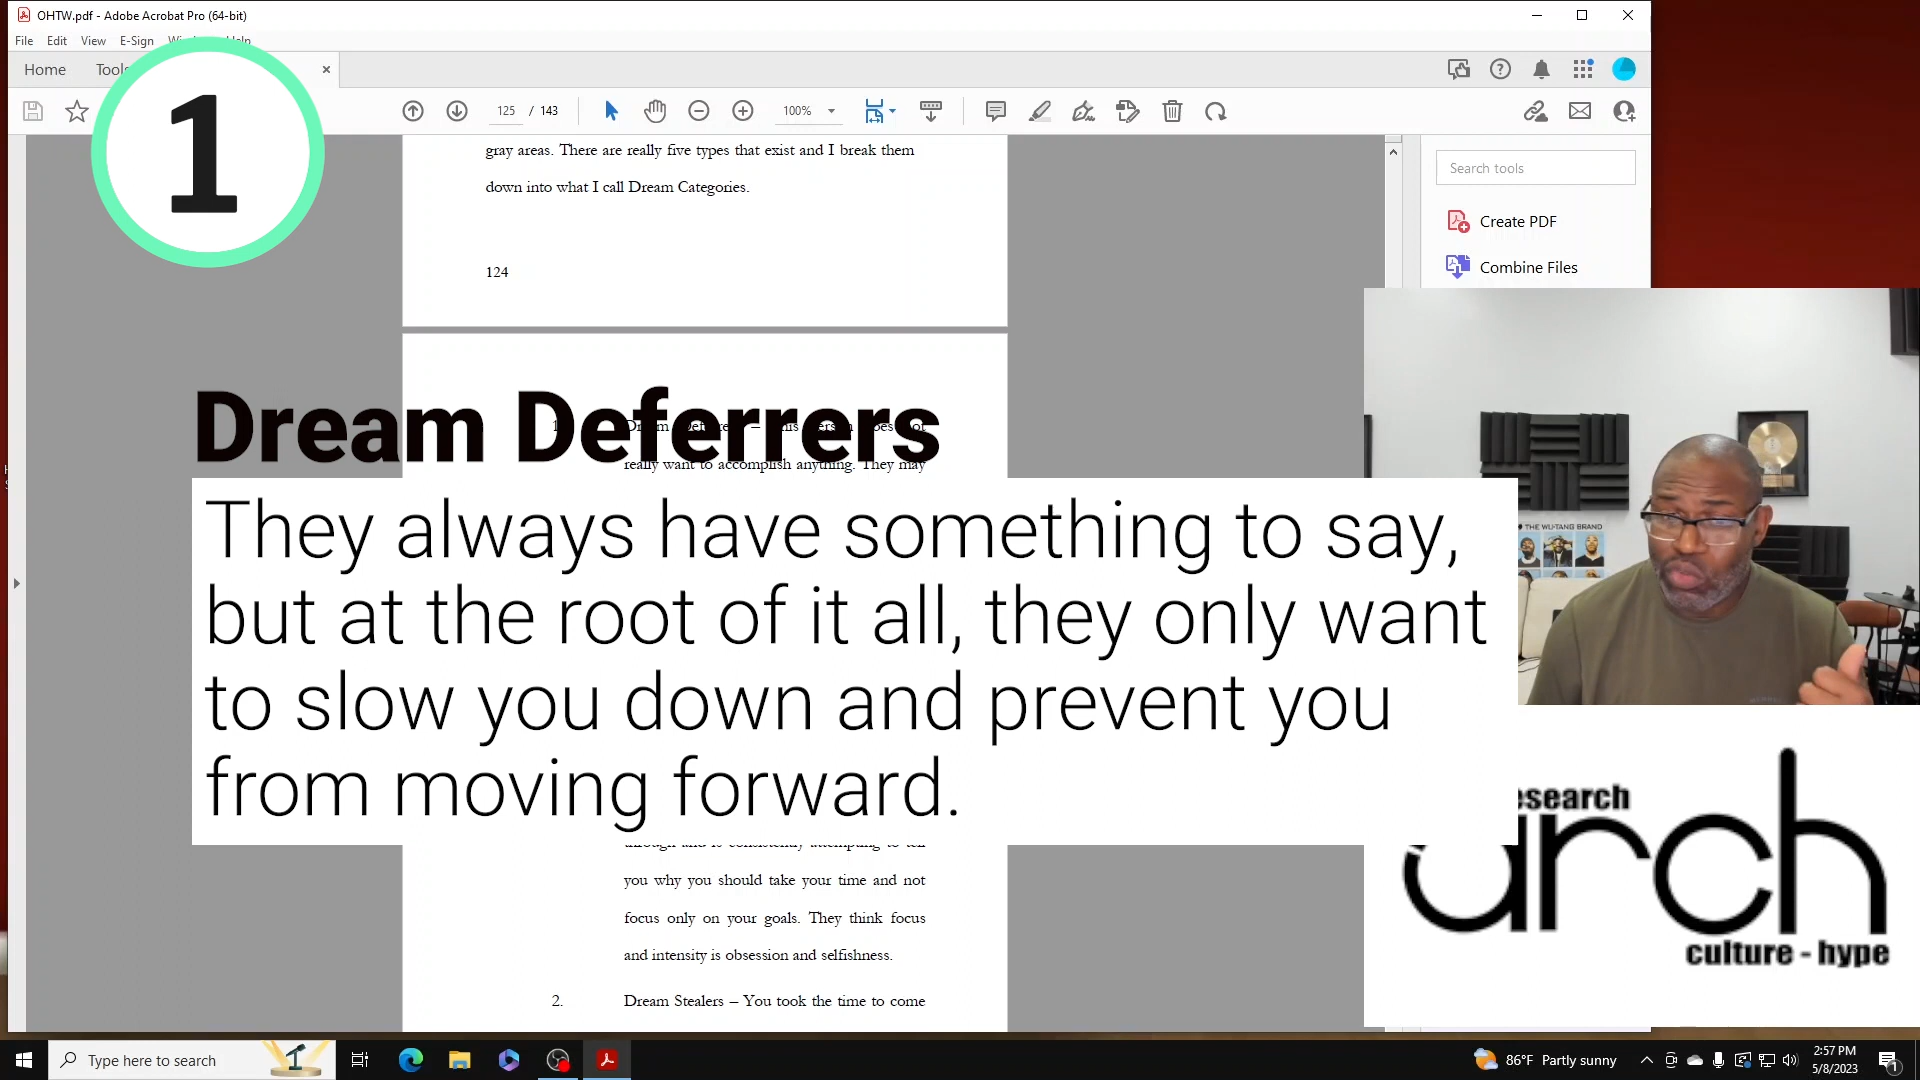 OHTW.pdf - Adobe Acrobat Pro (64-bit)
File Edit View E-Sign
Home
125 / 143
100%
1
Search tools
Create PDF
Combine Files
gray areas. There are really five types that exist and I break them
down into what I call Dream Categories.
124
Dream Deferrers
really want to accomplish anything. They may
They always have something to say,
but at the root of it all, they only want
to slow you down and prevent you
from moving forward.
you why you should take your time and not
focus only on your goals. They think focus
and intensity is obsession and selfishness.
2. Dream Stealers – You took the time to come
THE WU-TANG BRAND
arch
culture - hype
Type here to search
86°F Partly sunny
2:57 PM
5/8/2023
1